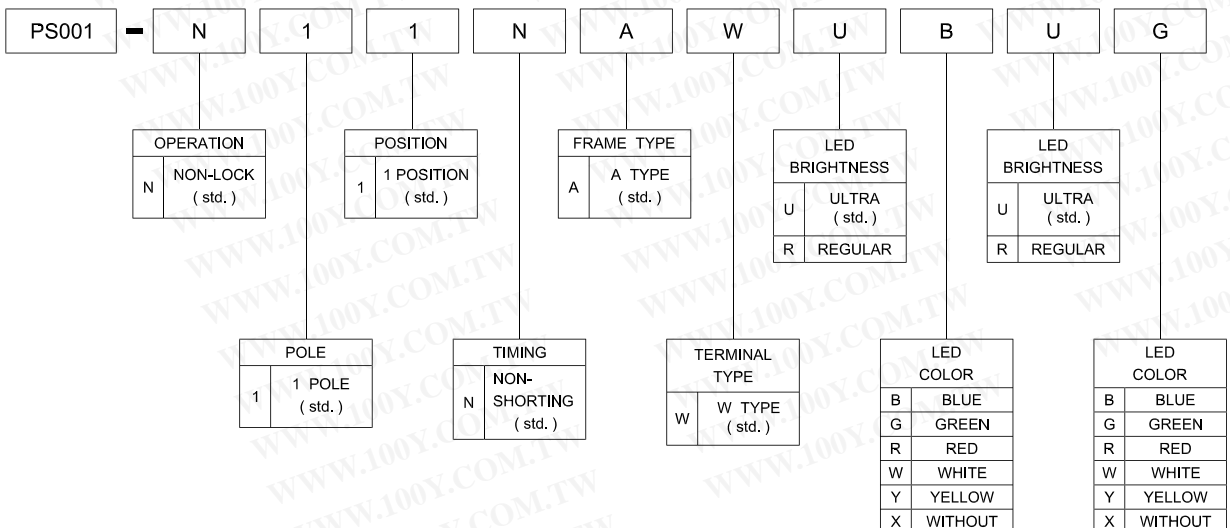 PS001 - N 1 1 N A W U B U G
OPERATION
N NON-LOCK
( std. )
POSITION
1 1 POSITION
( std. )
FRAME TYPE
A A TYPE
( std. )
LED
BRIGHTNESS
U ULTRA
( std. )
R REGULAR
LED
BRIGHTNESS
U ULTRA
( std. )
R REGULAR
POLE
1 1 POLE
( std. )
TIMING
N NON-
SHORTING
( std. )
TERMINAL
TYPE
W W TYPE
( std. )
LED
COLOR
B BLUE
G GREEN
R RED
W WHITE
Y YELLOW
X WITHOUT
LED
COLOR
B BLUE
G GREEN
R RED
W WHITE
Y YELLOW
X WITHOUT
WWW.100Y.COM.TW